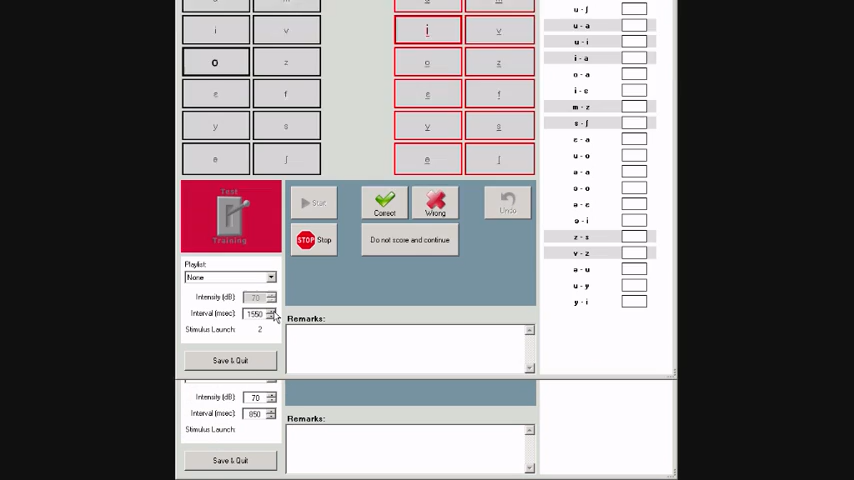 i v i v
o z o z
ε f ε f
y s y s
ə ʃ ə ʃ
u - ʃ
u - a
u - i
i - a
o - a
i - ɛ
m - z
s - ʃ
ɛ - a
u - o
ə - a
ə - o
ə - ɛ
ə - i
z - s
v - z
a - u
u - y
y - i
Test
Training
Start
Correct
Wrong
Undo
STOP Stop
Do not score and continue
Playlist:
None
Intensity (dB) 70
Interval (msec) 1550
Stimulus Launch: 2
Remarks:
Save & Quit
Intensity (dB) 70
Interval (msec) 850
Stimulus Launch:
Remarks:
Save & Quit